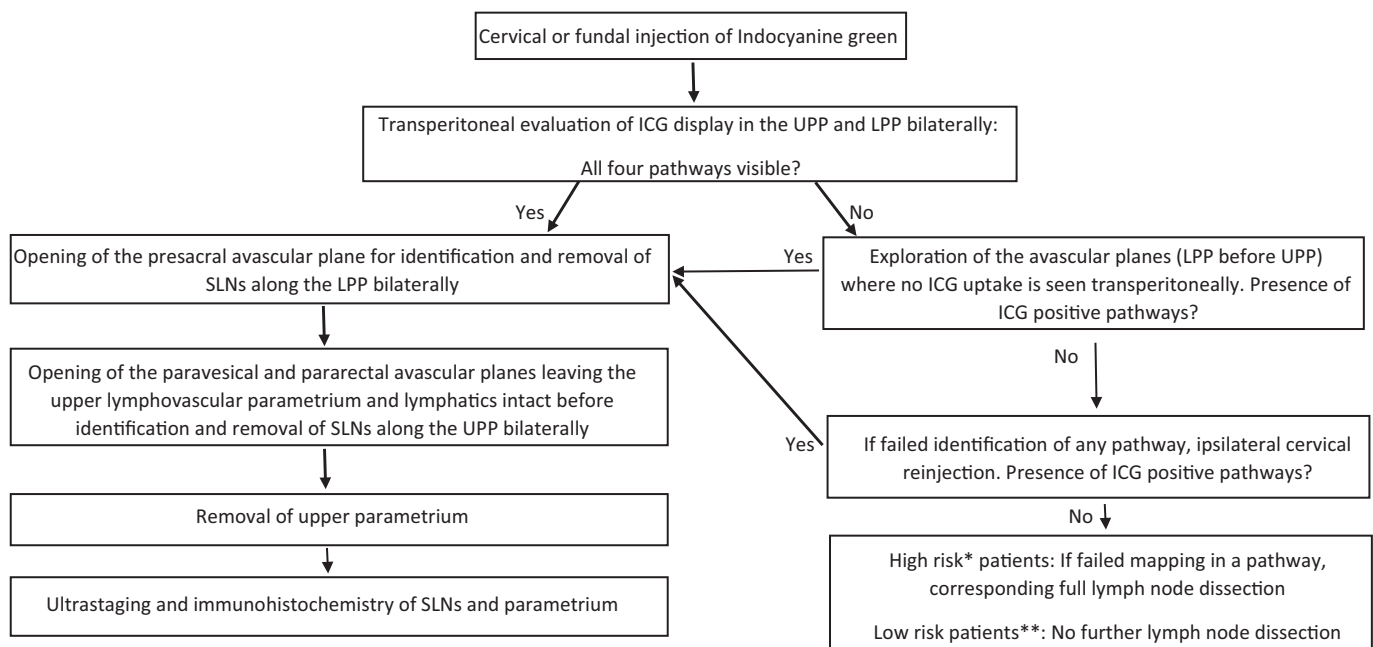 Cervical or fundal injection of Indocyanine green
Transperitoneal evaluation of ICG display in the UPP and LPP bilaterally:
All four pathways visible?
Yes
No
Opening of the presacral avascular plane for identification and removal of
SLNs along the LPP bilaterally
Yes
Exploration of the avascular planes (LPP before UPP)
where no ICG uptake is seen transperitoneally. Presence of
ICG positive pathways?
No
Opening of the paravesical and pararectal avascular planes leaving the
upper lymphovascular parametrium and lymphatics intact before
identification and removal of SLNs along the UPP bilaterally
Yes
If failed identification of any pathway, ipsilateral cervical
reinjection. Presence of ICG positive pathways?
Removal of upper parametrium
No
High risk* patients: If failed mapping in a pathway,
corresponding full lymph node dissection
Low risk patients**: No further lymph node dissection
Ultrastaging and immunohistochemistry of SLNs and parametrium